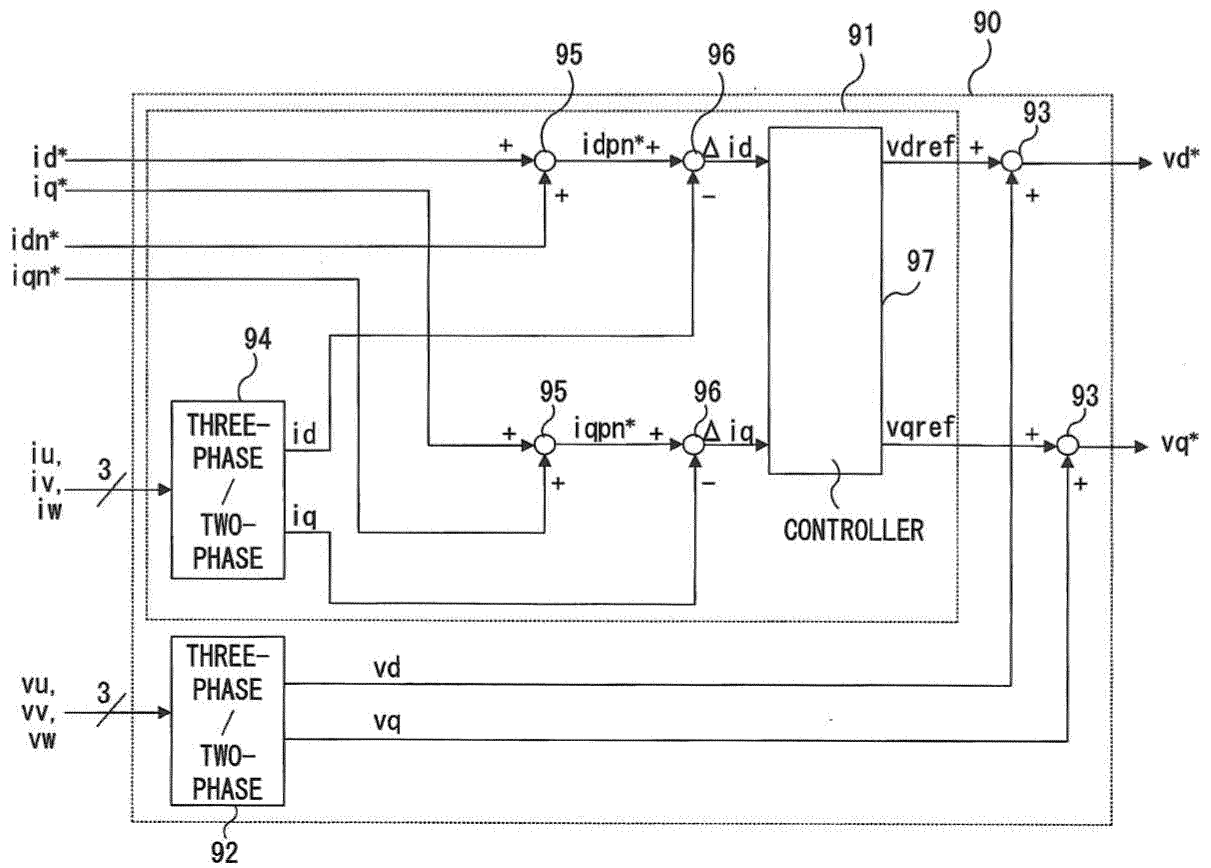 90
91
95
96
93
id*
+
idpn*
+
Δid
vdref
+
vd*
iq*
+
−
+
idn*
iqn*
97
94
THREE-
PHASE
/
TWO-
PHASE
id
iq
iu,
iv,
iw
3
95
96
93
+
iqpn*
+
Δiq
vqref
+
vq*
+
−
+
CONTROLLER
THREE-
PHASE
/
TWO-
PHASE
vd
vq
vu,
vv,
vw
3
92